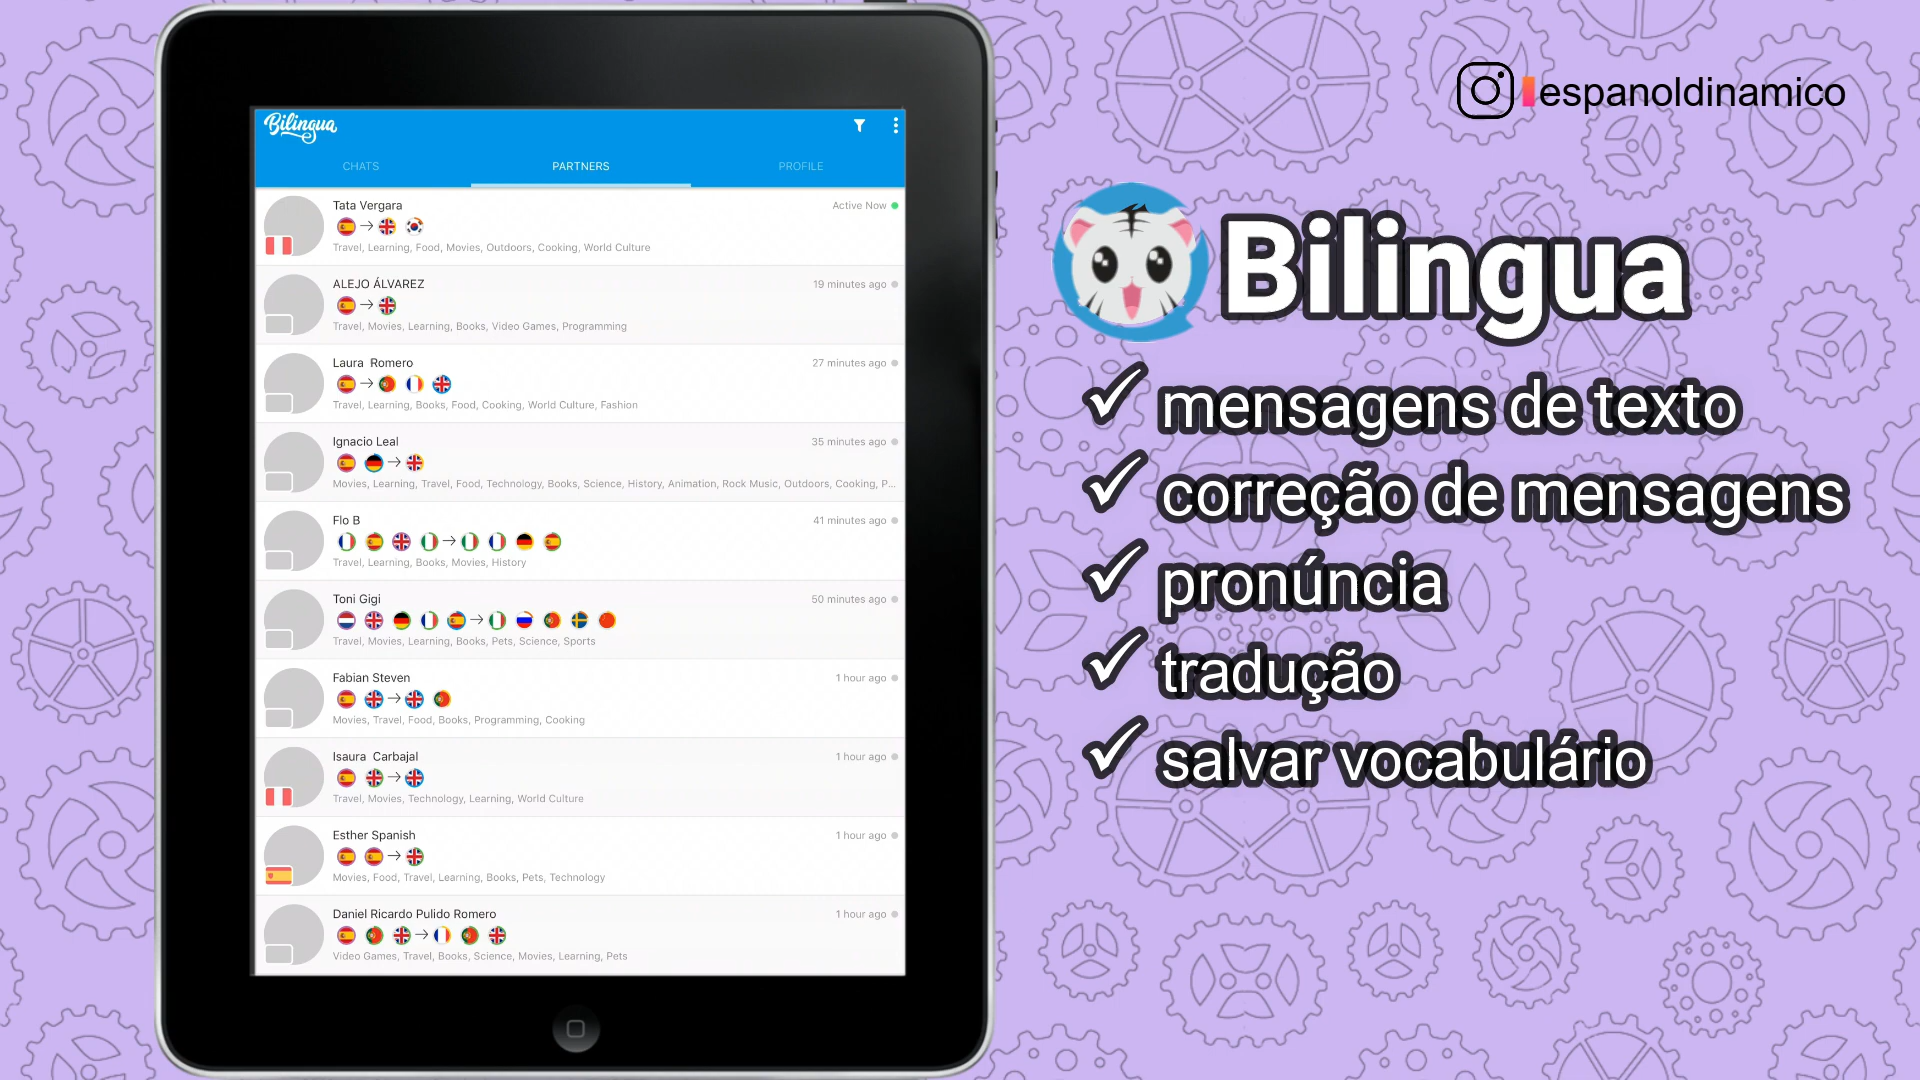 Bilingua
CHATS
PARTNERS
PROFILE
Tata Vergara
Active Now
Travel, Learning, Food, Movies, Outdoors, Cooking, World Culture
ALEJO ÁLVAREZ
19 minutes ago
Travel, Movies, Learning, Books, Video Games, Programming
Laura Romero
27 minutes ago
Travel, Learning, Books, Food, Cooking, World Culture, Fashion
Ignacio Leal
35 minutes ago
Movies, Learning, Travel, Food, Technology, Books, Science, History, Animation, Rock Music, Outdoors, Cooking, P...
Flo B
41 minutes ago
Travel, Learning, Books, Movies, History
Toni Gigi
50 minutes ago
Travel, Movies, Learning, Books, Pets, Science, Sports
Fabian Steven
1 hour ago
Movies, Travel, Food, Books, Programming, Cooking
Isaura Carbajal
1 hour ago
Travel, Movies, Technology, Learning, World Culture
Esther Spanish
1 hour ago
Movies, Food, Travel, Learning, Books, Pets, Technology
Daniel Ricardo Pulido Romero
1 hour ago
Video Games, Travel, Books, Science, Movies, Learning, Pets
espanoldinamico
Bilingua
mensagens de texto
correção de mensagens
pronúncia
tradução
salvar vocabulário